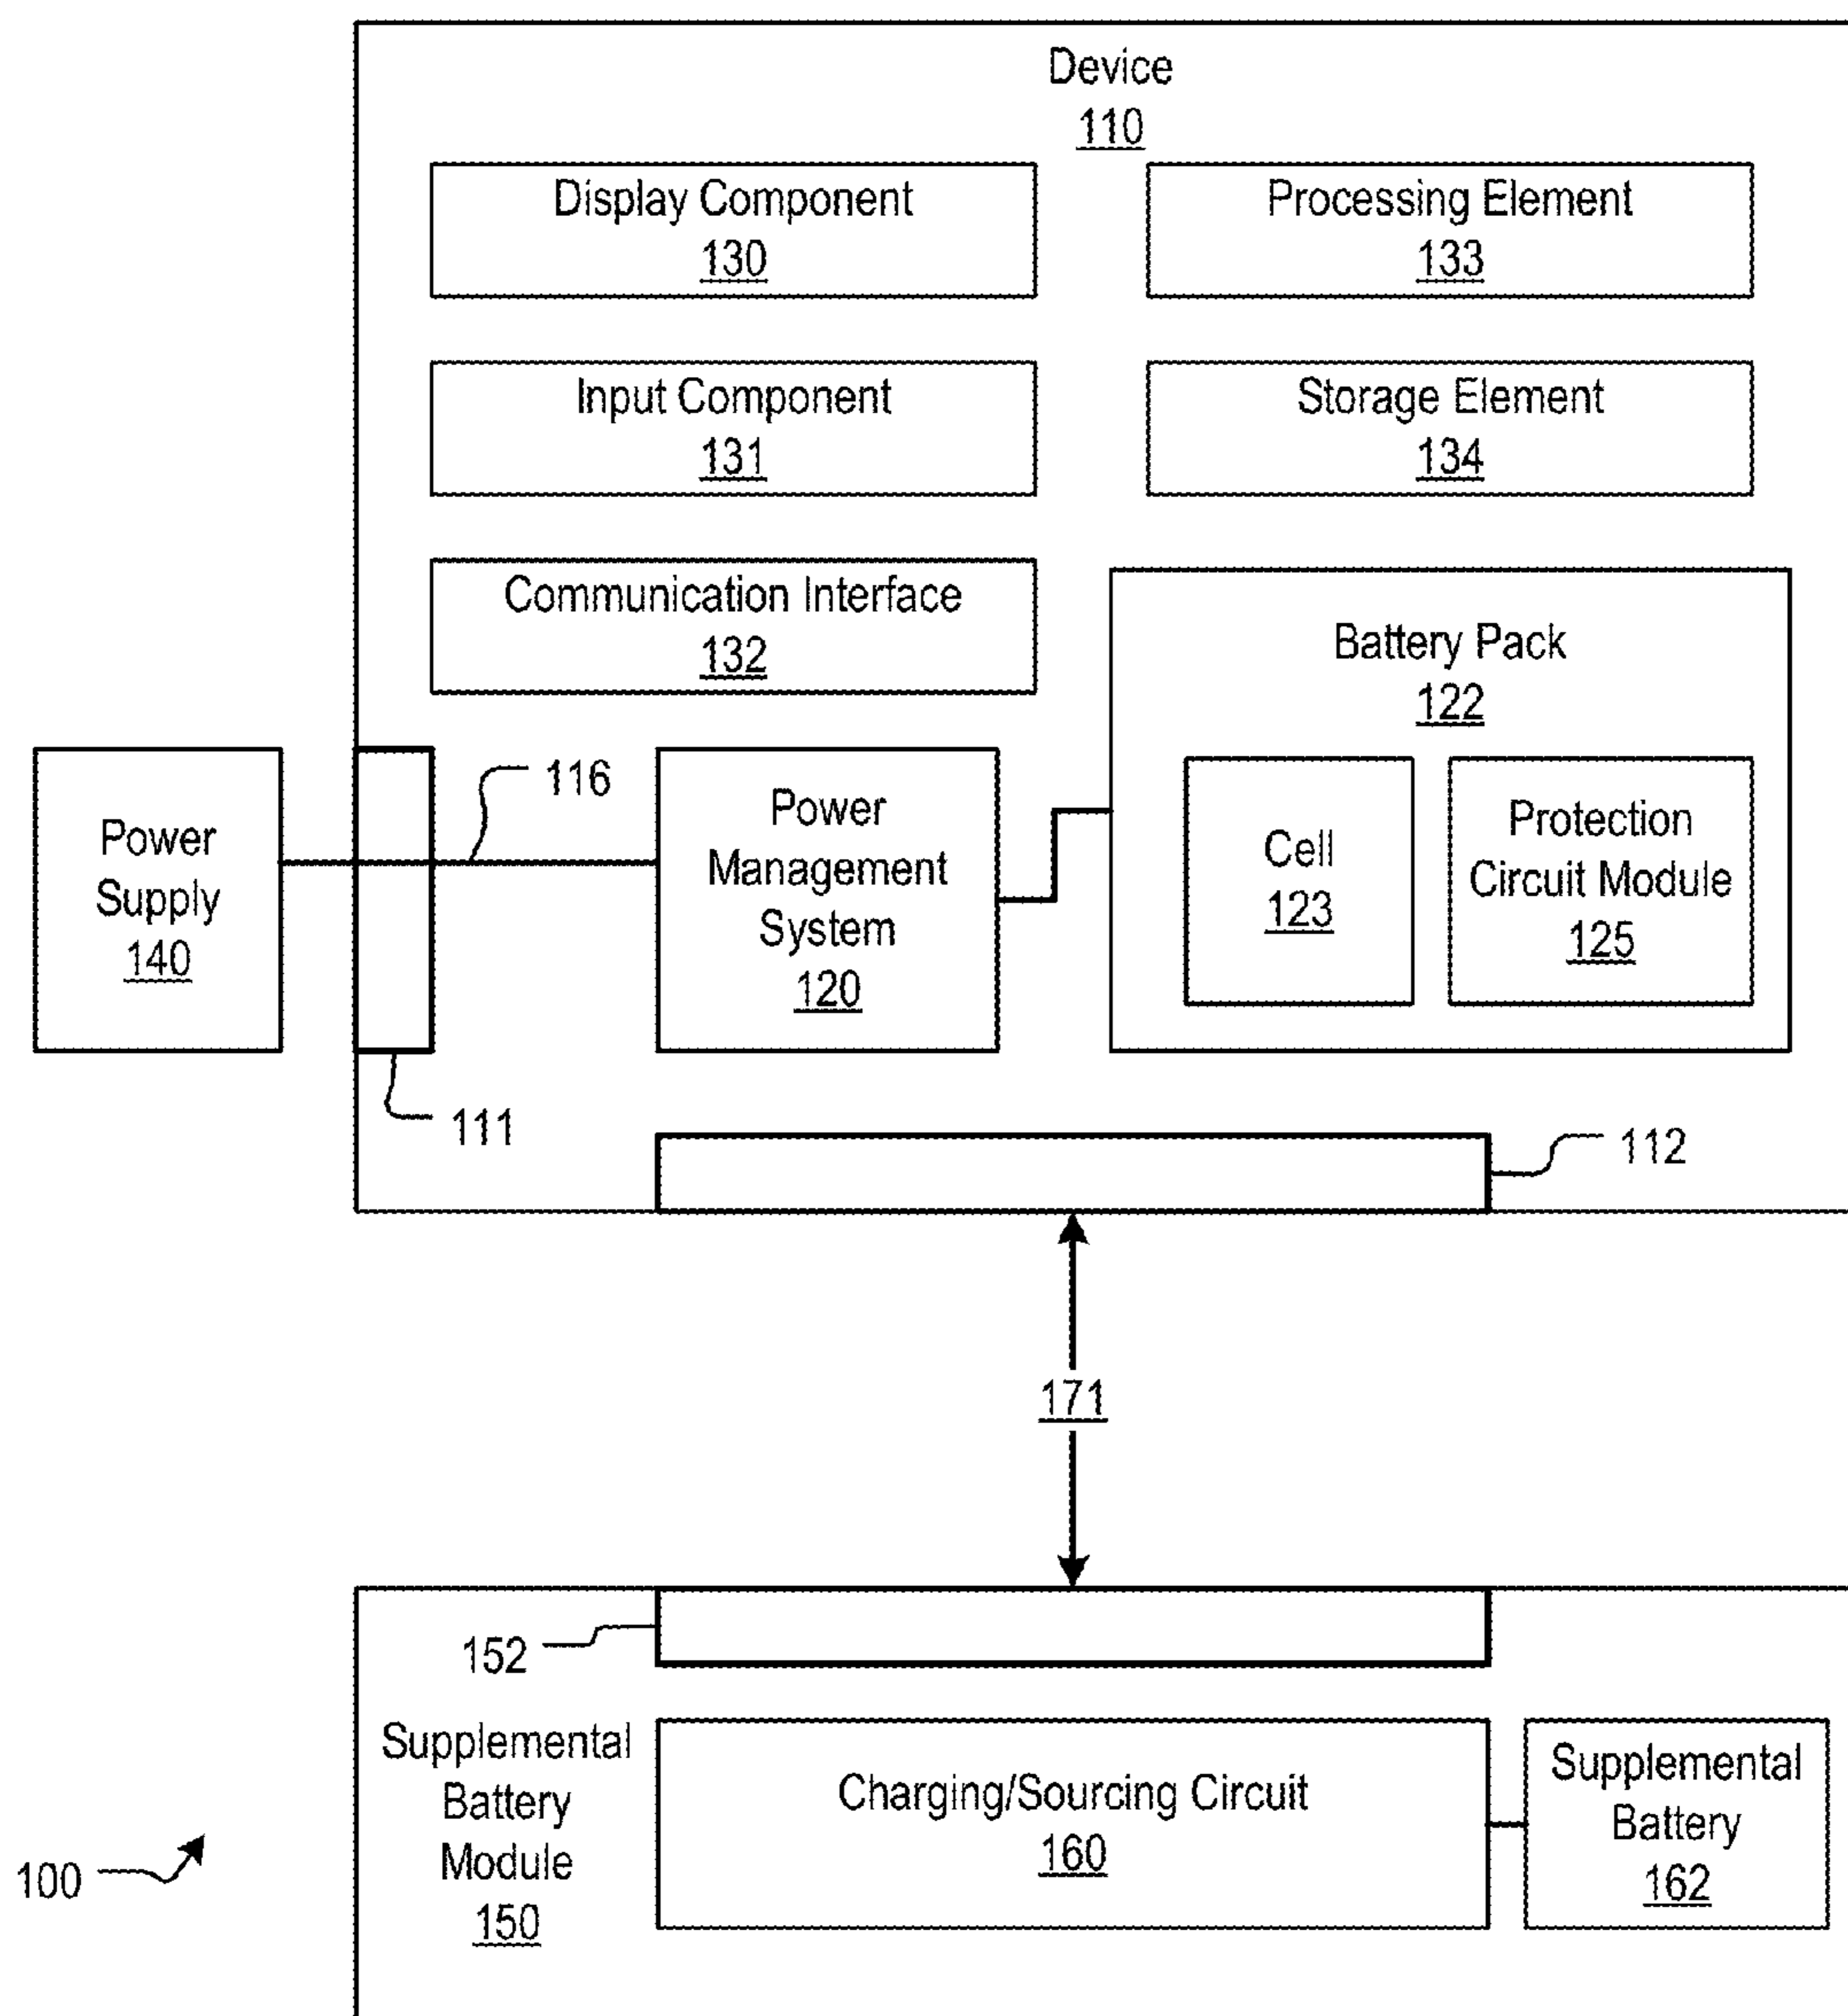 Device
110
Display Component
130
Processing Element
133
Input Component
131
Storage Element
134
Communication Interface
132
Battery Pack
122
Cell
123
Protection
Circuit Module
125
116
Power
Management
System
120
Power
Supply
140
111
112
171
152
Supplemental
Battery
Module
150
Charging/Sourcing Circuit
160
Supplemental
Battery
162
100